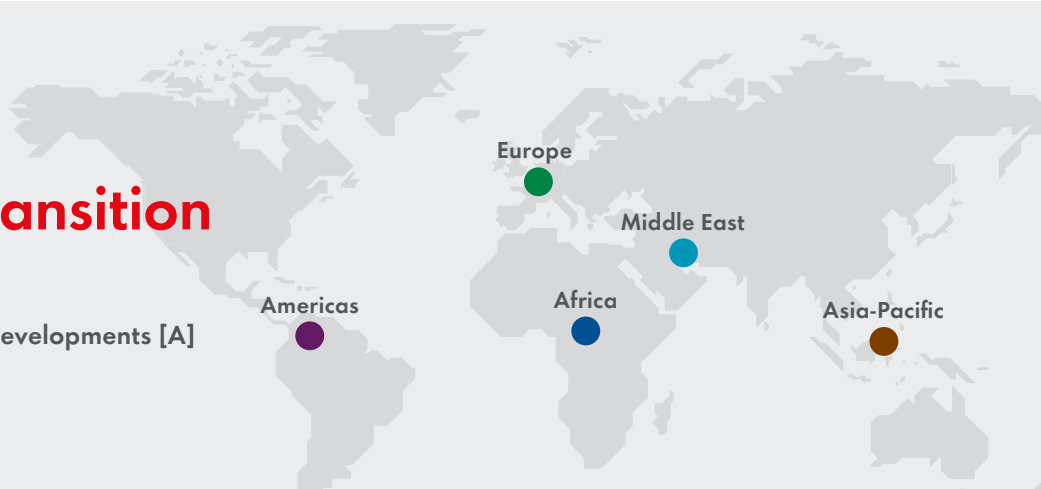 Europe
ansition
Middle East
Africa
Americas
Asia-Pacific
evelopments [A]